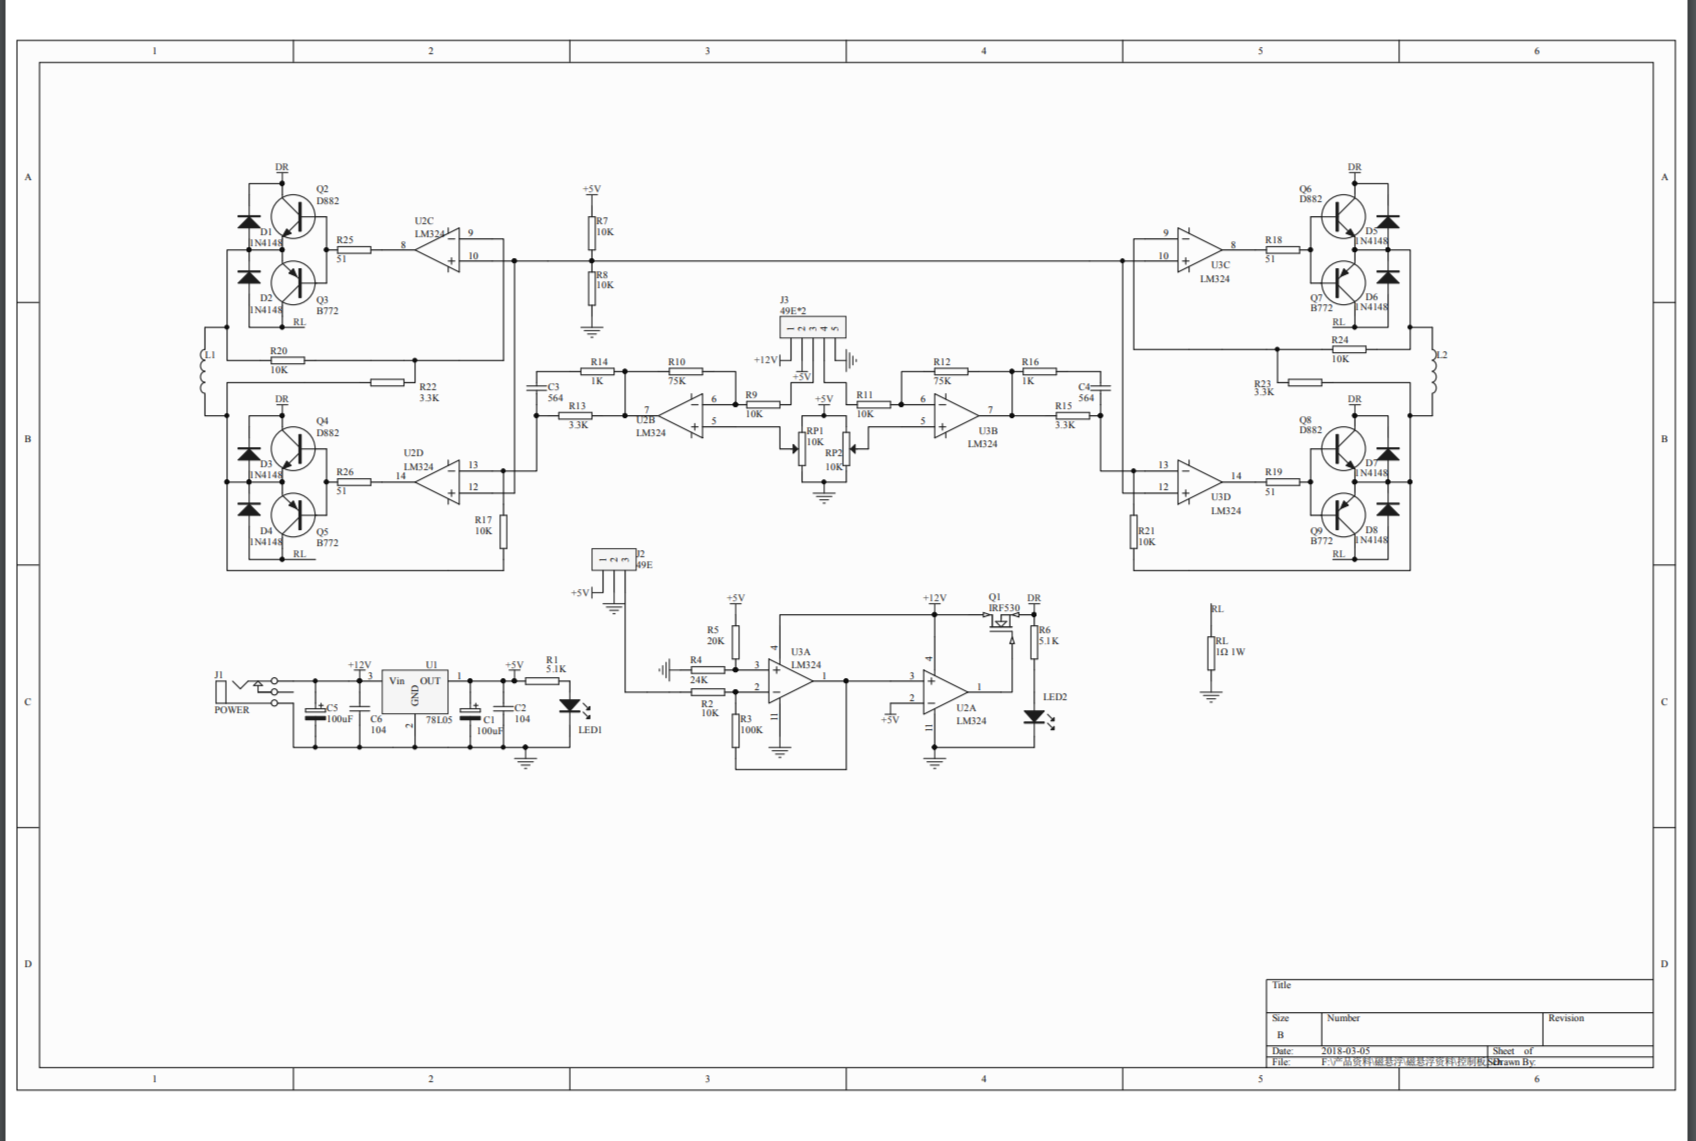 1 2 3 4 5 6
A A
DR
Q2
D882
D1
1N4148
R25
51
8
U2C
LM324
9
10
D2
1N4148
Q3
B772
RL
+5V
R7
10K
R8
10K
DR
Q6
D882
D5
1N4148
9
10
8
U3C
LM324
R18
51
Q7
B772
D6
1N4148
RL
L1
R20
10K
R22
3.3K
J3
49E*2
1 2 3 4 5
+12V
+5V
R24
10K
R23
3.3K
L2
B B
DR
Q4
D882
D3
1N4148
R26
51
14
U2D
LM324
13
12
D4
1N4148
Q5
B772
RL
R17
10K
C3
564
R14
1K
R13
3.3K
R10
75K
7
U2B
LM324
6
5
R9
10K
+5V
RP1
10K
RP2
10K
R11
10K
6
5
R12
75K
7
U3B
LM324
R16
1K
R15
3.3K
C4
564
13
12
14
U3D
LM324
R21
10K
R19
51
DR
Q8
D882
D7
1N4148
Q9
B772
D8
1N4148
RL
J2
49E
1 2 3
+5V
C C
J1
POWER
+12V
3
C5
100uF
C6
104
U1
Vin OUT
GND
2
78L05
1
+5V
C1
100uF
C2
104
R1
5.1K
LED1
+5V
R5
20K
R4
24K
R2
10K
R3
100K
4
3
2
11
1
U3A
LM324
+12V
4
3
2
+5V
11
1
U2A
LM324
Q1
IRF530
DR
R6
5.1K
LED2
RL
RL
1Ω 1W
D D
Title
Size
B
Number
Revision
Date: 2018-03-05 Sheet of
File: F:\产品资料\磁悬浮\磁悬浮资料\控制板 Drawn By:
1 2 3 4 5 6